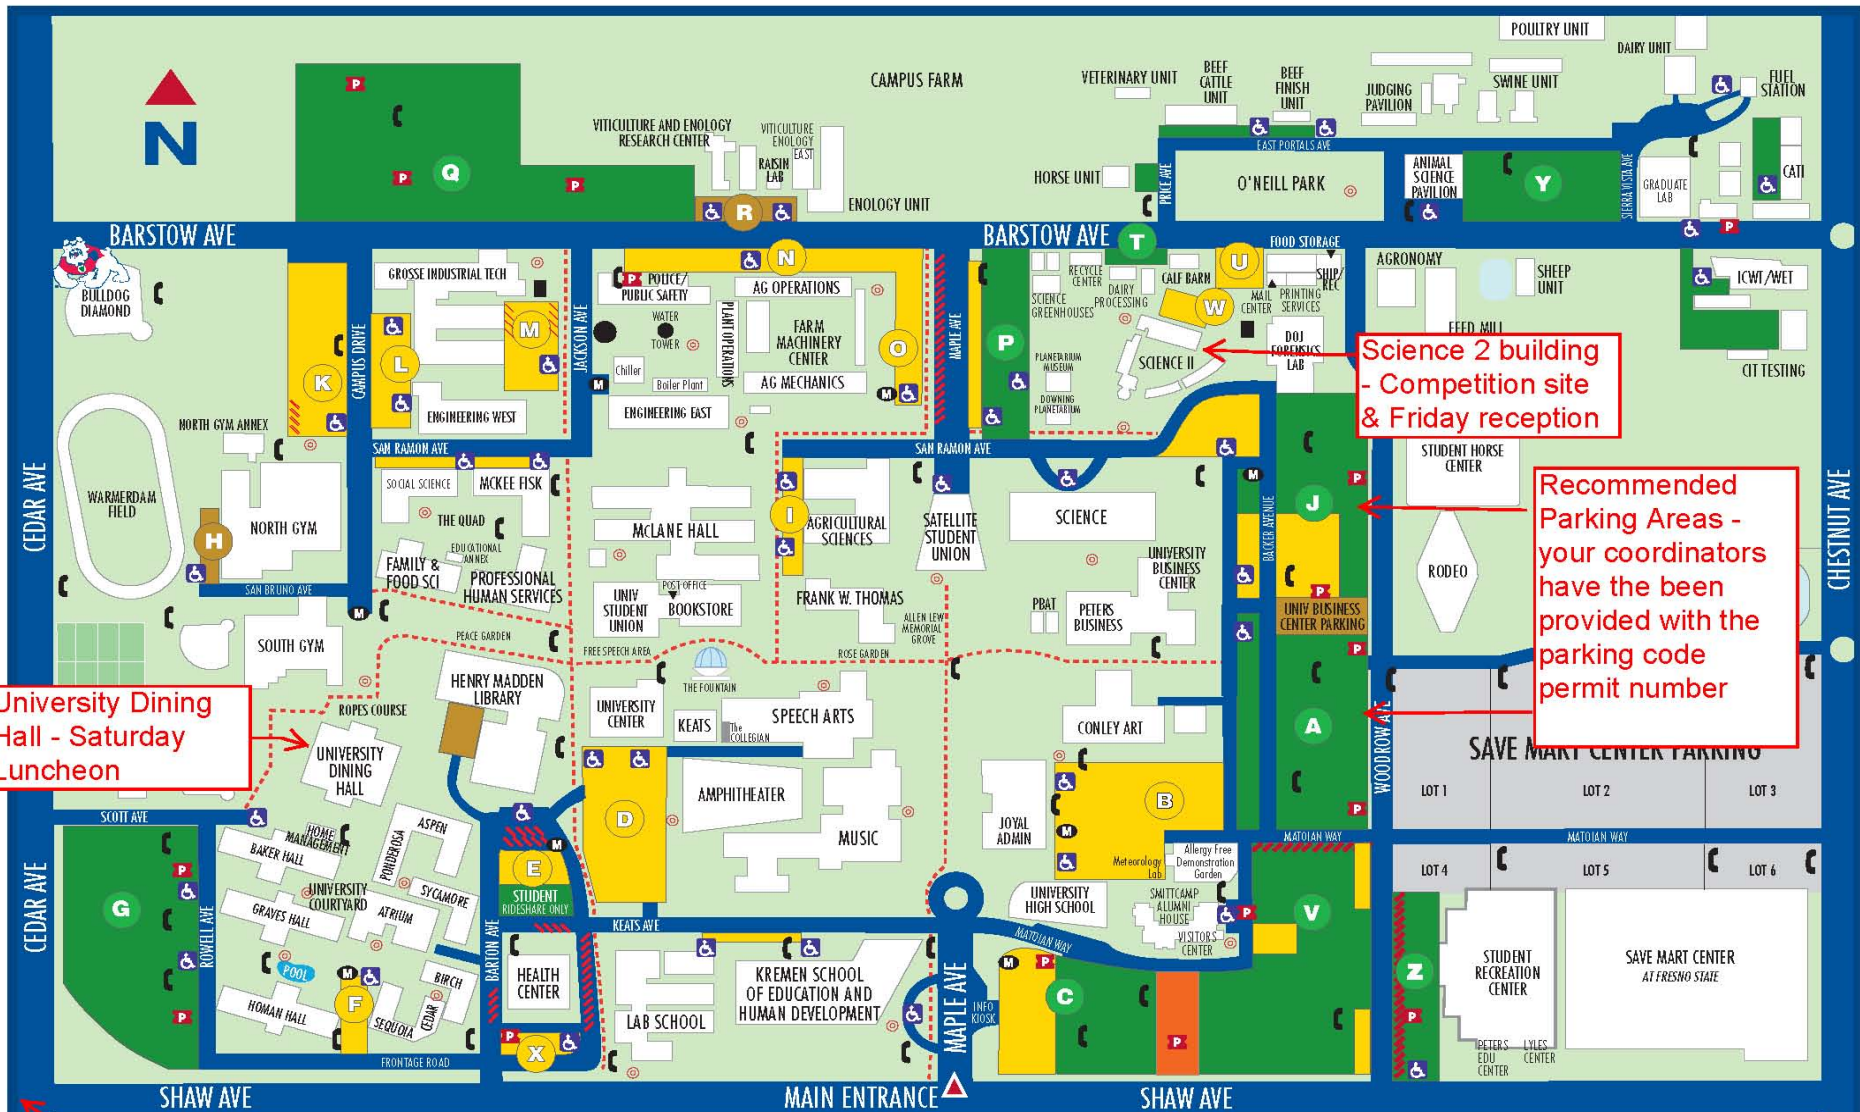 POULTRY UNIT
DAIRY UNIT
CAMPUS FARM
VETERINARY UNIT
BEEF
CATTLE
UNIT
BEEF
FINISH
UNIT
JUDGING
PAVILION
SWINE UNIT
FUEL
STATION
N
P
P
P
Q
VITICULTURE AND ENOLOGY
RESEARCH CENTER
VITICULTURE
ENOLOGY
EAST
RAISIN
LAB
ENOLOGY UNIT
R
EAST PORTALS AVE
HORSE UNIT
PRICE AVE
O'NEILL PARK
ANIMAL
SCIENCE
PAVILION
Y
SIERRA VISTA AVE
GRADUATE
LAB
CATI
P
BARSTOW AVE
BARSTOW AVE
T
FOOD STORAGE
BULLDOG
DIAMOND
GROSSE INDUSTRIAL TECH
P
POLICE/
PUBLIC SAFETY
N
AG OPERATIONS
WATER
TOWER
PLANT OPERATIONS
FARM
MACHINERY
CENTER
Chiller
Boiler Plant
AG MECHANICS
O
M
M
K
CAMPUS DRIVE
L
M
JACKSON AVE
MAPLE AVE
P
RECYCLE
CENTER
SCIENCE
GREENHOUSES
DAIRY
PROCESSING
CALF BARN
U
W
MAIL
CENTER
PRINTING
SERVICES
SHIP/
REC
AGRONOMY
SHEEP
UNIT
ICWT/WET
FEED MILL
CIT TESTING
PLANETARIUM
MUSEUM
DOWNING
PLANETARIUM
SCIENCE II
DOJ
FORENSICS
LAB
Science 2 building
- Competition site
& Friday reception
ENGINEERING WEST
ENGINEERING EAST
NORTH GYM ANNEX
SAN RAMON AVE
SAN RAMON AVE
CEDAR AVE
WARMERDAM
FIELD
H
NORTH GYM
SAN BRUNO AVE
SOCIAL SCIENCE
MCKEE FISK
THE QUAD
EDUCATIONAL
ANNEX
FAMILY &
FOOD SCI
PROFESSIONAL
HUMAN SERVICES
McLANE HALL
I
AGRICULTURAL
SCIENCES
SATELLITE
STUDENT
UNION
SCIENCE
UNIVERSITY
BUSINESS
CENTER
M
BACKER AVENUE
P
J
STUDENT HORSE
CENTER
RODEO
CHESTNUT AVE
Recommended
Parking Areas -
your coordinators
have the been
provided with the
parking code
permit number
POST OFFICE
UNIV
STUDENT
UNION
BOOKSTORE
FRANK W. THOMAS
ALLEN LEW
MEMORIAL
GROVE
PBAT
PETERS
BUSINESS
P
UNIV BUSINESS
CENTER PARKING
P
M
SOUTH GYM
PEACE GARDEN
FREE SPEECH AREA
ROSE GARDEN
HENRY MADDEN
LIBRARY
THE FOUNTAIN
UNIVERSITY
CENTER
KEATS
The
COLLEGIAN
SPEECH ARTS
CONLEY ART
A
WOODROW AVE
SAVE MART CENTER PARKING
University Dining
Hall - Saturday
Luncheon
ROPES COURSE
UNIVERSITY
DINING
HALL
AMPHITHEATER
MUSIC
D
JOYAL
ADMIN
B
M
P
LOT 1
LOT 2
LOT 3
MATOIAN WAY
MATOIAN WAY
SCOTT AVE
HOME
MANAGEMENT
BAKER HALL
PONDEROSA
ASPEN
SYCAMORE
UNIVERSITY
COURTYARD
GRAVES HALL
ATRIUM
E
M
STUDENT
RIDESHARE ONLY
Meteorology
Lab
Allergy Free
Demonstration
Garden
SMITTCAMP
ALUMNI
HOUSE
VISITORS
CENTER
UNIVERSITY
HIGH SCHOOL
P
V
LOT 4
LOT 5
LOT 6
CEDAR AVE
G
P
P
ROWELL AVE
POOL
M
F
HOMAN HALL
SEQUOIA
CEDAR
BIRCH
BARTON AVE
HEALTH
CENTER
P
X
KEATS AVE
LAB SCHOOL
KREMEN SCHOOL
OF EDUCATION AND
HUMAN DEVELOPMENT
MAPLE AVE
INFO
KIOSK
MATOIAN WAY
M
P
C
P
Z
P
STUDENT
RECREATION
CENTER
SAVE MART CENTER
AT FRESNO STATE
PETERS
EDU
CENTER
LYLES
CENTER
FRONTAGE ROAD
SHAW AVE
MAIN ENTRANCE
SHAW AVE